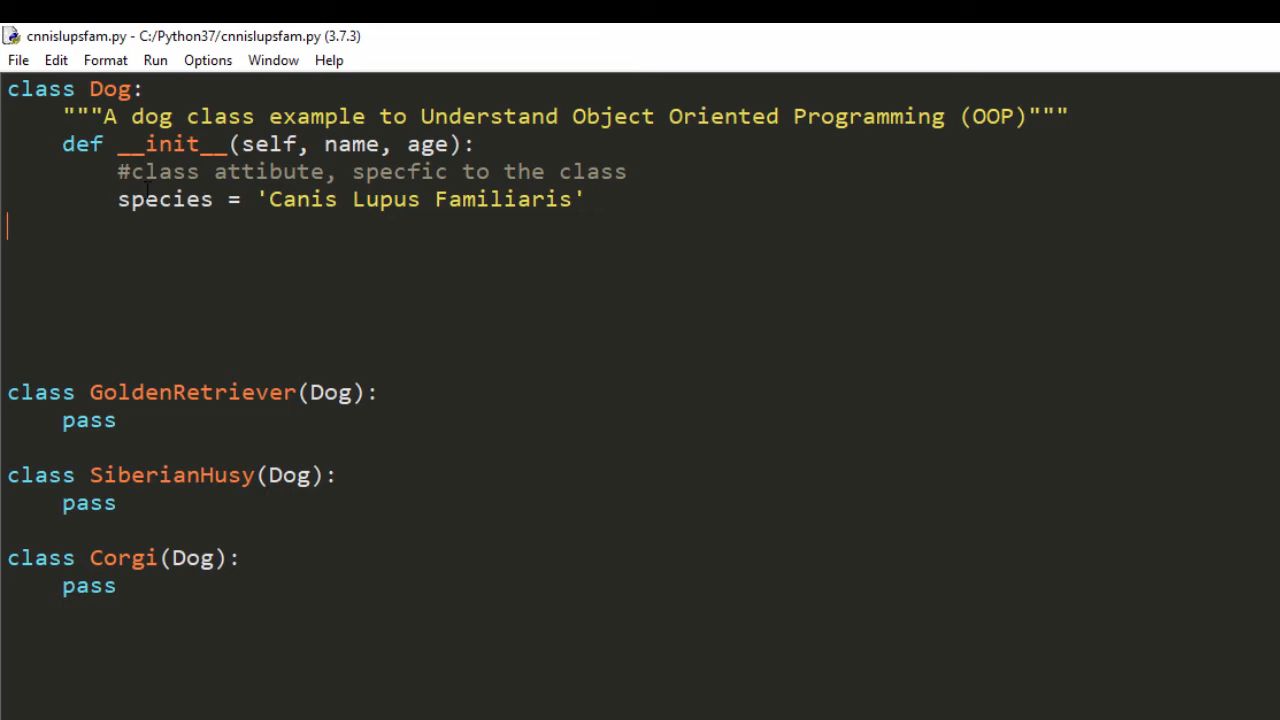 cnnislupsfam.py - C:/Python37/cnnislupsfam.py (3.7.3)
File Edit Format Run Options Window Help
class Dog:
    """A dog class example to Understand Object Oriented Programming (OOP)"""
    def __init__(self, name, age):
        #class attibute, specfic to the class
        species = 'Canis Lupus Familiaris'
class GoldenRetriever(Dog):
    pass
class SiberianHusy(Dog):
    pass
class Corgi(Dog):
    pass